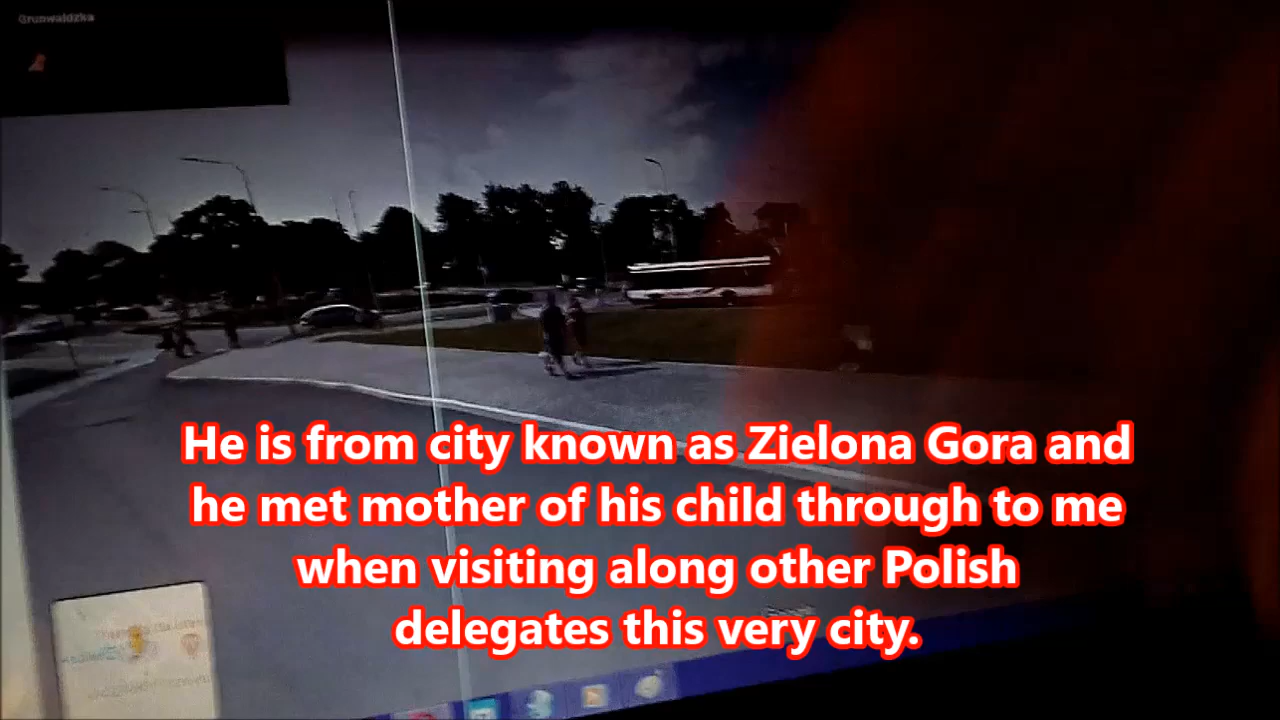 Grunwaldzka
He is from city known as Zielona Gora and
he met mother of his child through to me
when visiting along other Polish
delegates this very city.